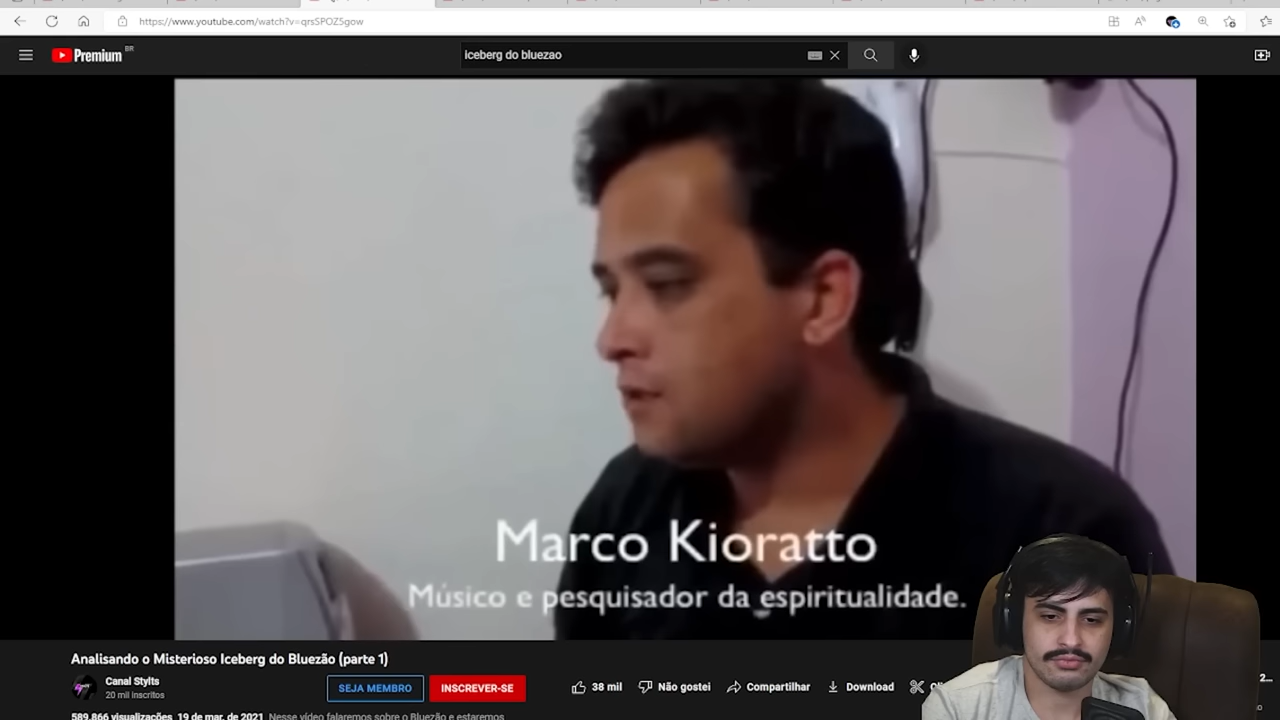 https://www.youtube.com/watch?v=qrsSPOZ5gow
Premium BR
iceberg do bluezao
Marco Kioratto
Músico e pesquisador da espiritualidade.
Analisando o Misterioso Iceberg do Bluezão (parte 1)
Canal Stylts
20 mil inscritos
SEJA MEMBRO
INSCREVER-SE
38 mil
Não gostei
Compartilhar
Download
589.866 visualizações 19 de mar. de 2021 Nesse vídeo falaremos sobre o Bluezão e estaremos